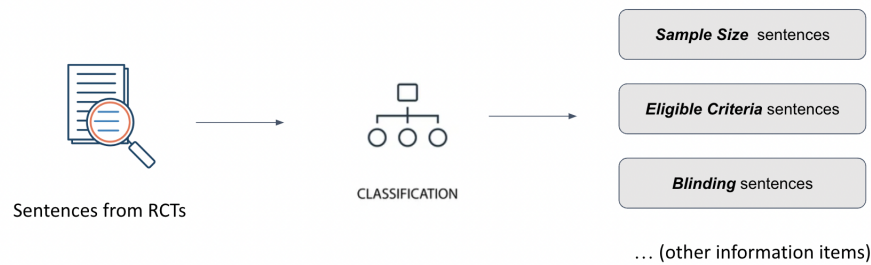 Sample Size sentences
Eligible Criteria sentences
Blinding sentences
Sentences from RCTs
CLASSIFICATION
... (other information items)